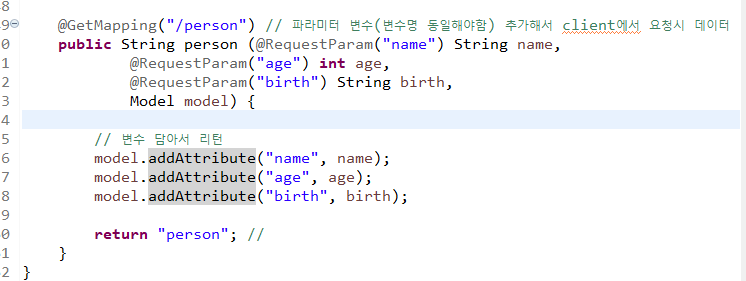 8
9 @GetMapping("/person") // 파라미터 변수(변수명 동일해야함) 추가해서 client에서 요청시 데이터
0 public String person (@RequestParam("name") String name,
1 @RequestParam("age") int age,
2 @RequestParam("birth") String birth,
3 Model model) {
4
5 // 변수 담아서 리턴
6 model.addAttribute("name", name);
7 model.addAttribute("age", age);
8 model.addAttribute("birth", birth);
9
0 return "person"; //
1 }
2 }